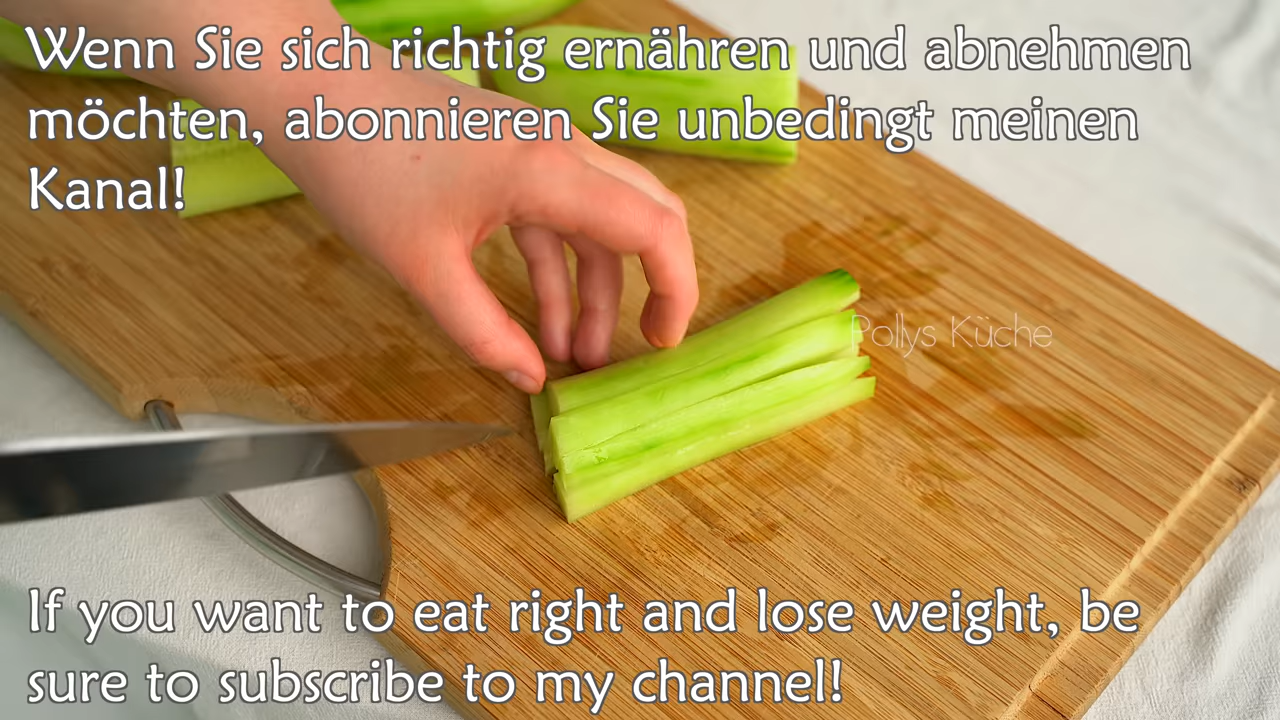 Wenn Sie sich richtig ernähren und abnehmen
möchten, abonnieren Sie unbedingt meinen
Kanal!
Pollys Küche
If you want to eat right and lose weight, be
sure to subscribe to my channel!